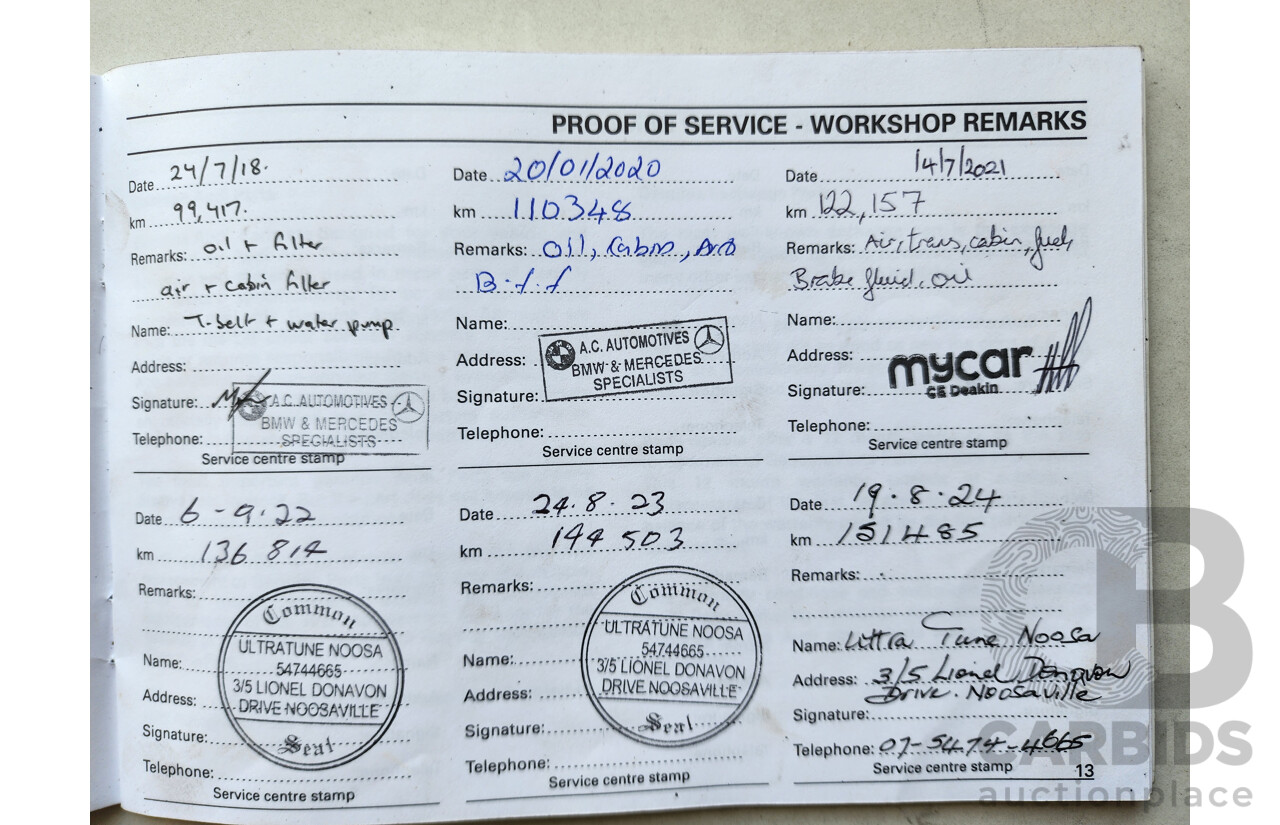 PROOF OF SERVICE - WORKSHOP REMARKS
Date 24/7/18.
km 99,417.
Remarks: oil + filter
air + cabin filter
Name: T-belt + water pump.
Address:
Signature:
A.C. AUTOMOTIVES
BMW & MERCEDES
SPECIALISTS
Telephone:
Service centre stamp
Date 20/01/2020
km 110348
Remarks: Oil, Cabin,
B.f.f
Name:
Address:
A.C. AUTOMOTIVES
BMW & MERCEDES
SPECIALISTS
Signature:
Telephone:
Service centre stamp
Date 14/7/2021
km 122,157
Remarks: Air, trans, cabin, fuel,
Brake fluid, oil
Name:
Address:
mycar
CE Deakin
Signature:
Telephone:
Service centre stamp
Date 6-9.22
km 136 814
Remarks:
Common
ULTRATUNE NOOSA
54744665
3/5 LIONEL DONAVON
DRIVE NOOSAVILLE
Seal
Name:
Address:
Signature:
Telephone:
Service centre stamp
Date 24.8.23
km 144 503
Remarks:
Common
ULTRATUNE NOOSA
54744665
3/5 LIONEL DONAVON
DRIVE NOOSAVILLE
Seal
Name:
Address:
Signature:
Telephone:
Service centre stamp
Date 19.8.24
km 151485
Remarks:
Name: Ultra Tune Noosa
Address: 3/5 Lionel Donavon
Drive. Noosaville
Signature:
Telephone: 07-5474-4665
Service centre stamp
13
CARBIDS
auctionplace